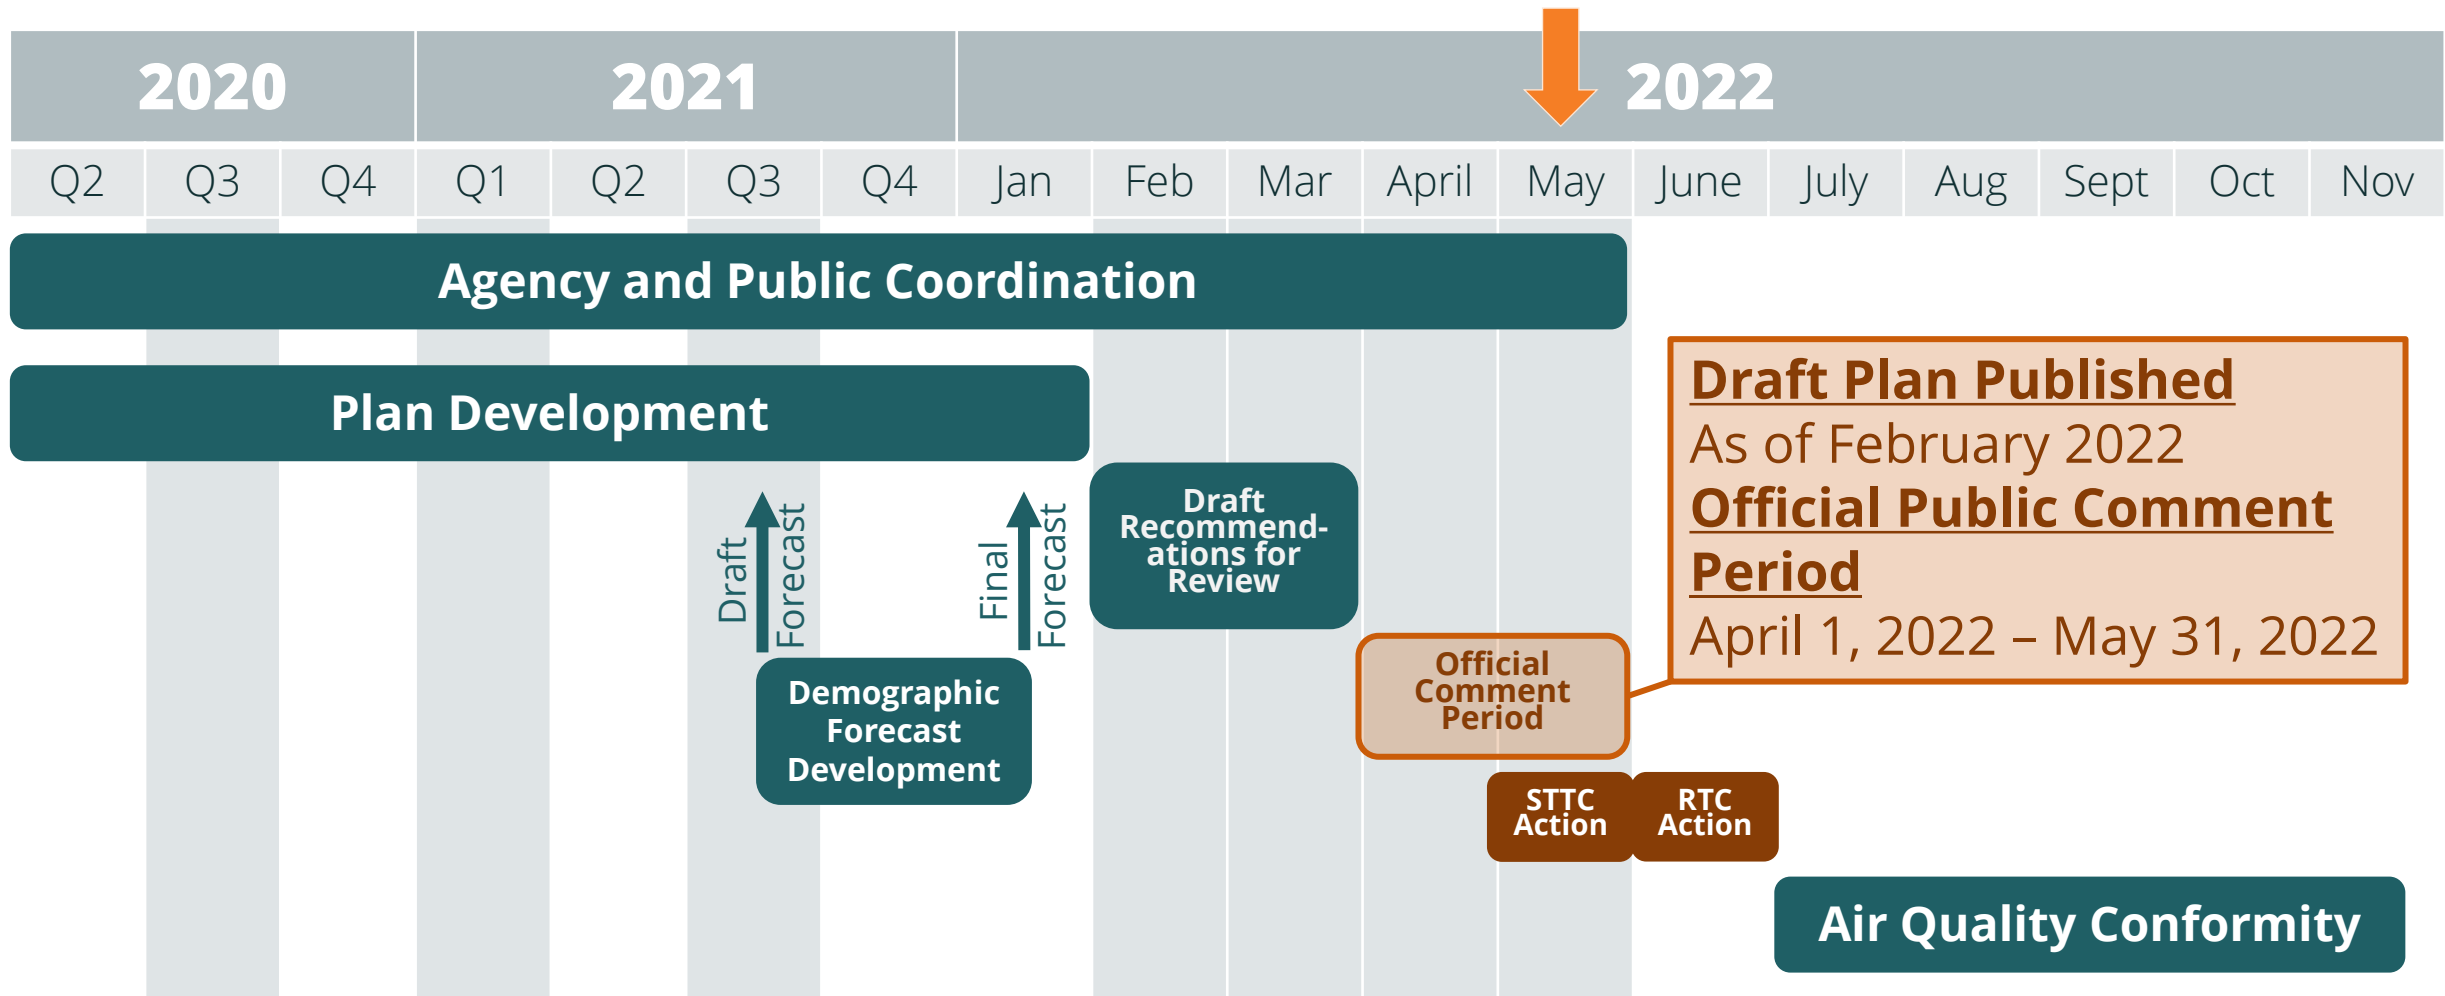 2020
2021
2022
Q2
Q3
Q4
Q1
Q2
Q3
Q4
Jan
Feb
Mar
April
May
June
July
Aug
Sept
Oct
Nov
Agency and Public Coordination
Plan Development
Draft
Forecast
Final
Forecast
Draft
Recommend-
ations for
Review
Draft Plan Published
As of February 2022
Official Public Comment
Period
April 1, 2022 – May 31, 2022
Official
Comment
Period
Demographic
Forecast
Development
STTC
Action
RTC
Action
Air Quality Conformity